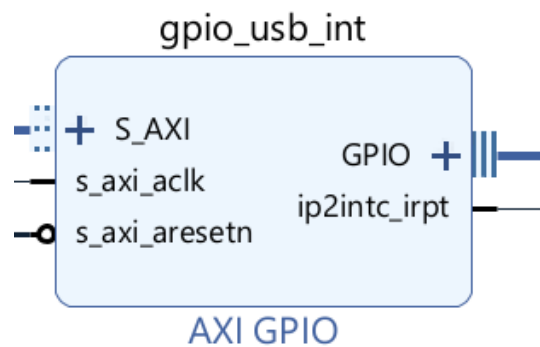 gpio_usb_int
S_AXI
s_axi_aclk
s_axi_aresetn
GPIO
ip2intc_irpt
AXI GPIO